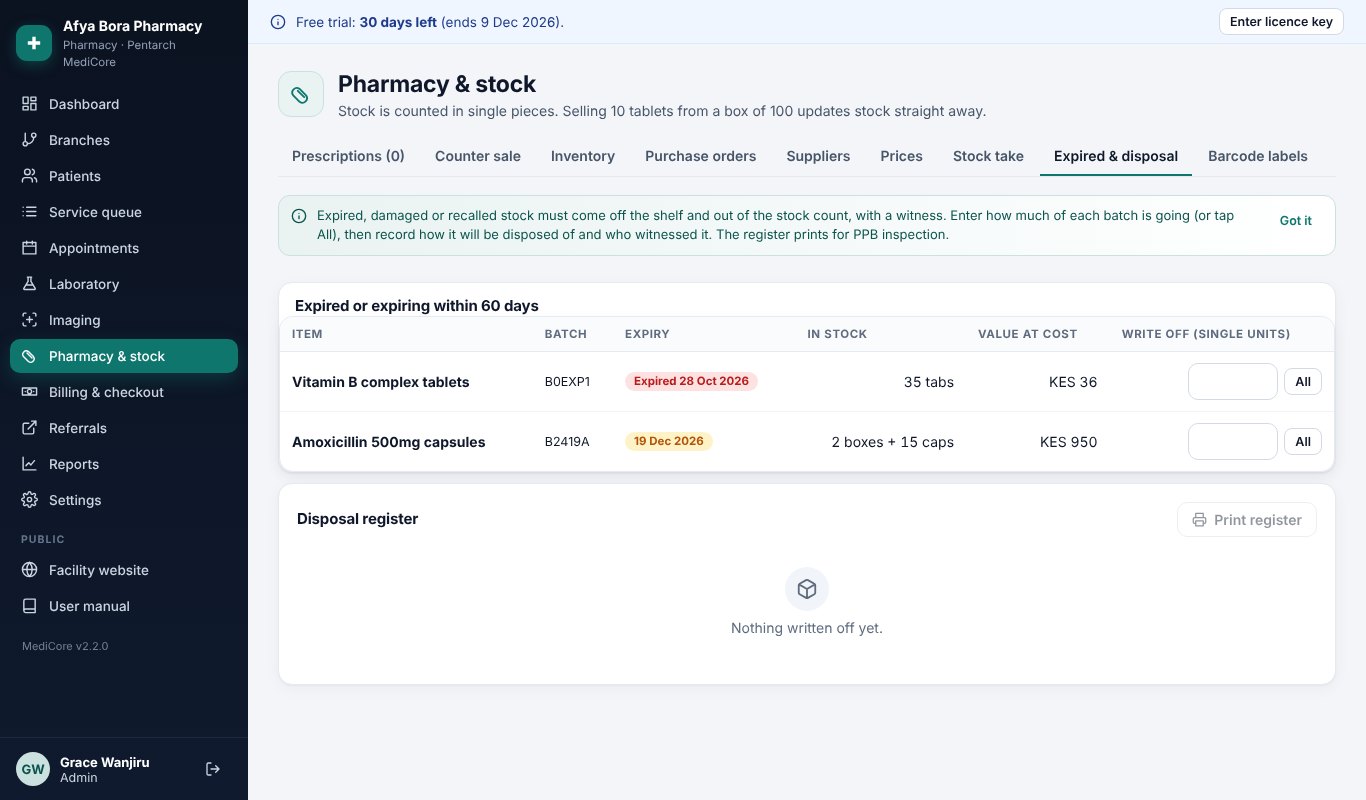 Afya Bora Pharmacy
Pharmacy · Pentarch
MediCore
Dashboard
Branches
Patients
Service queue
Appointments
Laboratory
Imaging
Pharmacy & stock
Billing & checkout
Referrals
Reports
Settings
PUBLIC
Facility website
User manual
MediCore v2.2.0
GW
Grace Wanjiru
Admin
Free trial: 30 days left (ends 9 Dec 2026).
Enter licence key
Pharmacy & stock
Stock is counted in single pieces. Selling 10 tablets from a box of 100 updates stock straight away.
Prescriptions (0) Counter sale Inventory Purchase orders Suppliers Prices Stock take Expired & disposal Barcode labels
Expired, damaged or recalled stock must come off the shelf and out of the stock count, with a witness. Enter how much of each batch is going (or tap
All), then record how it will be disposed of and who witnessed it. The register prints for PPB inspection.
Got it
Expired or expiring within 60 days
ITEM BATCH EXPIRY IN STOCK VALUE AT COST WRITE OFF (SINGLE UNITS)
Vitamin B complex tablets B0EXP1 Expired 28 Oct 2026 35 tabs KES 36 All
Amoxicillin 500mg capsules B2419A 19 Dec 2026 2 boxes + 15 caps KES 950 All
Disposal register
Print register
Nothing written off yet.